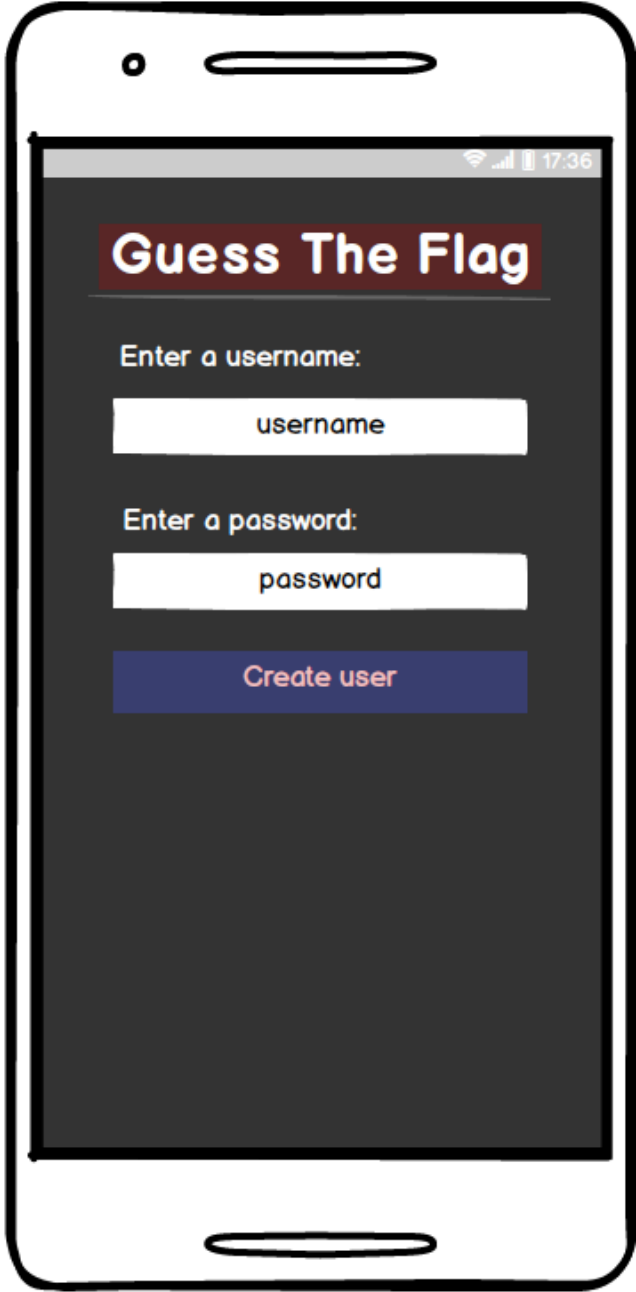 17:36
Guess The Flag
Enter a username:
username
Enter a password:
password
Create user